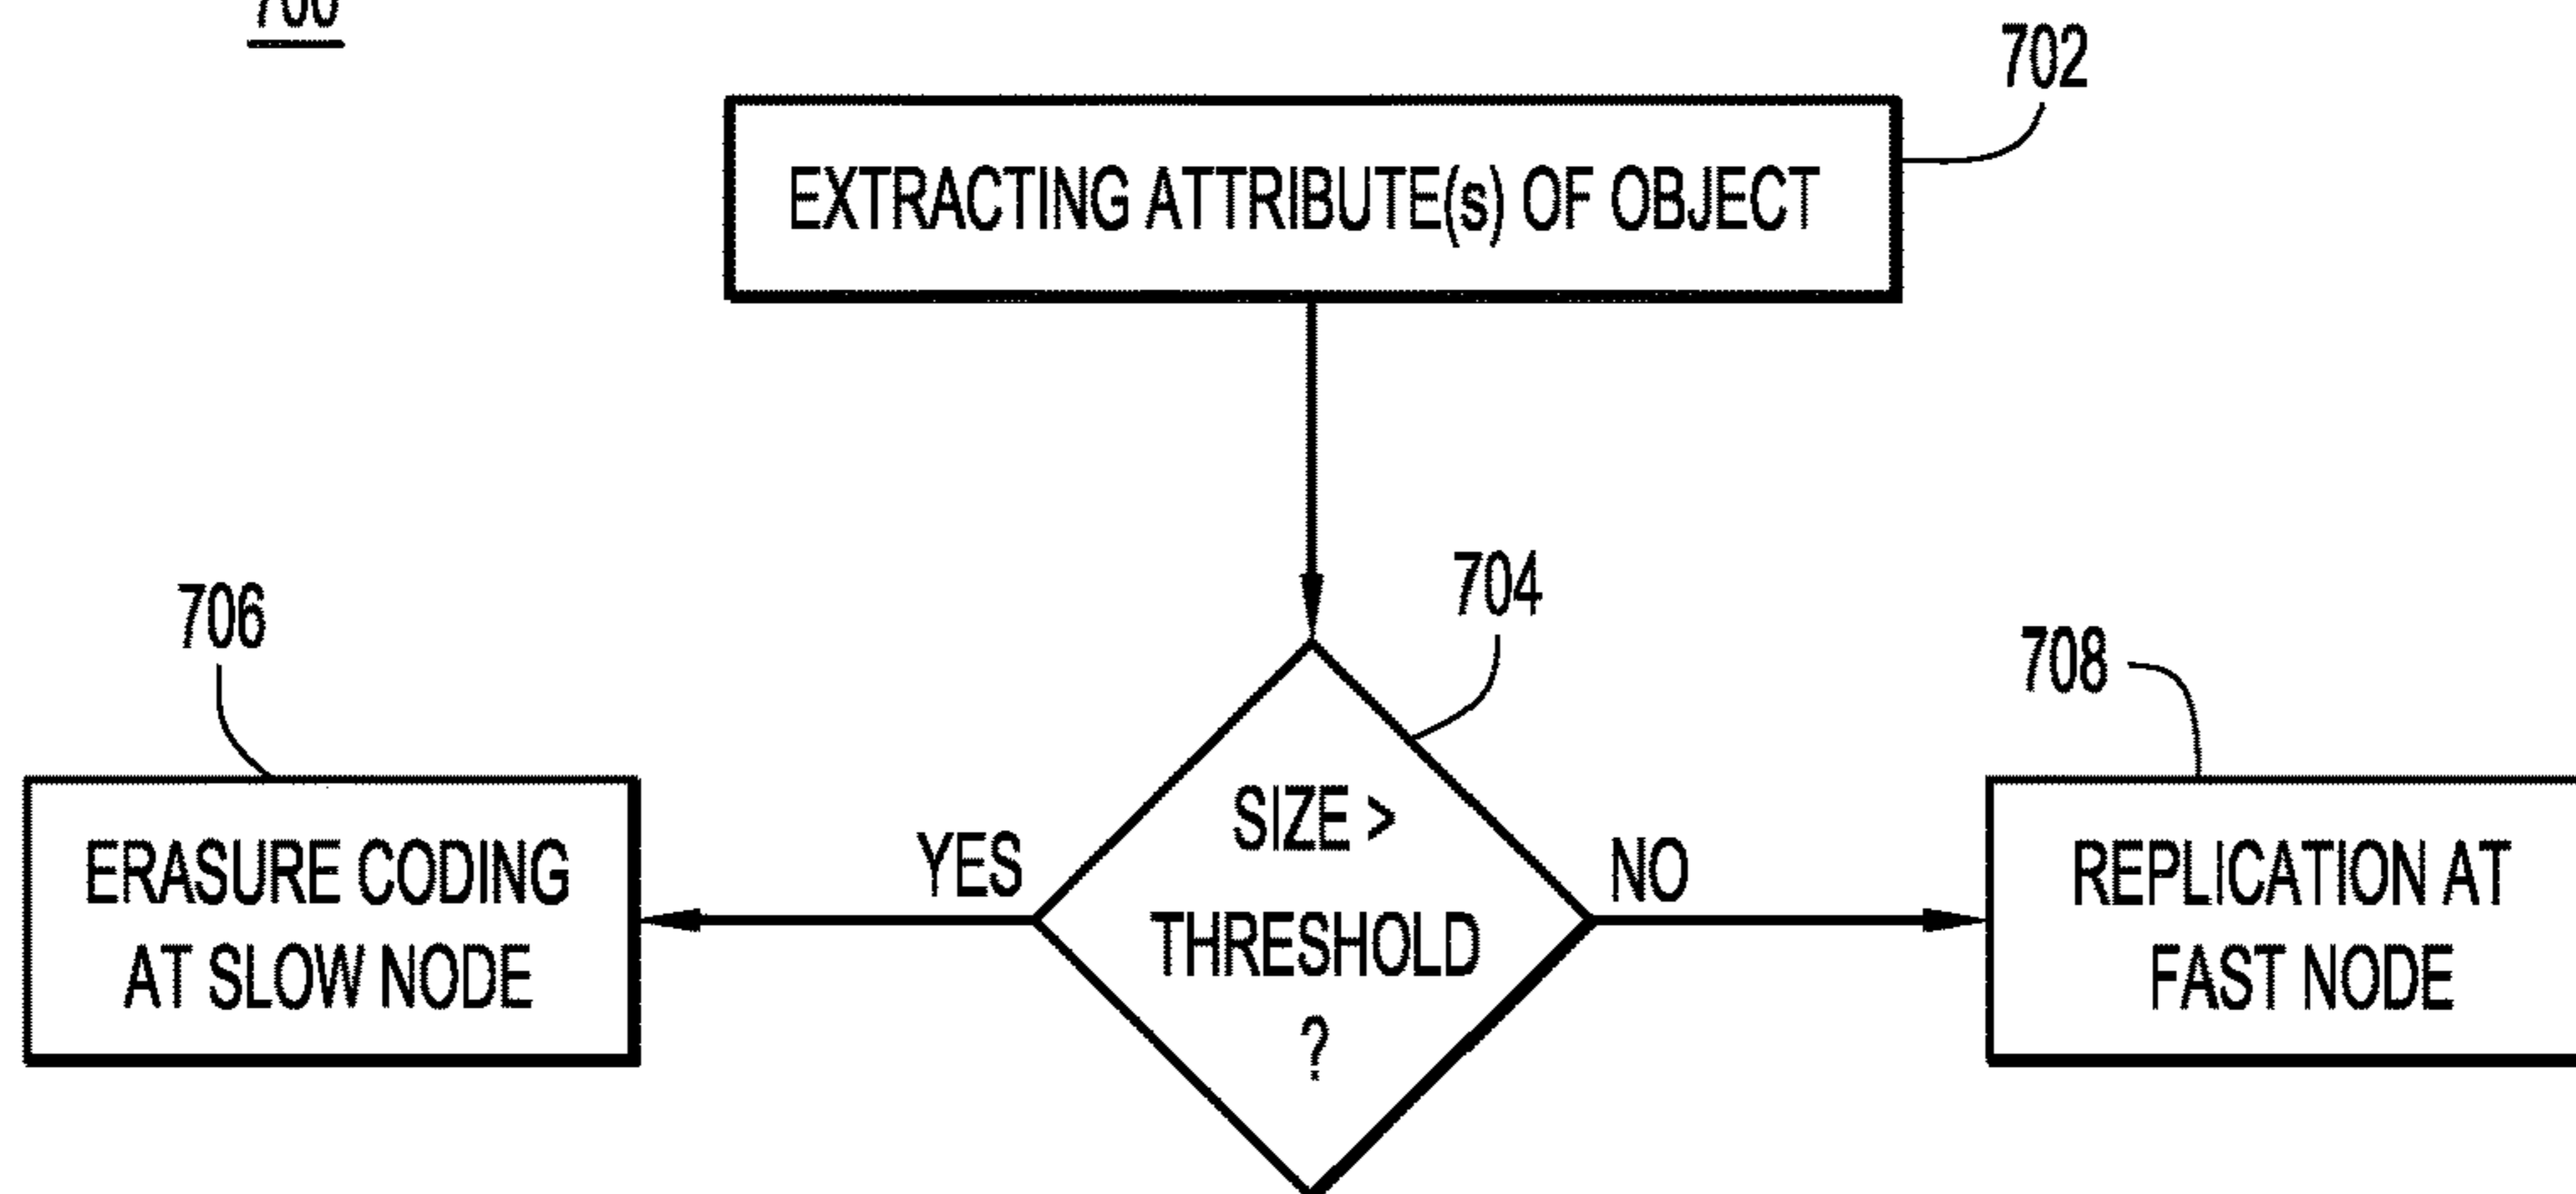 700
702
EXTRACTING ATTRIBUTE(s) OF OBJECT
704
706
708
SIZE >
THRESHOLD
?
YES
NO
ERASURE CODING
AT SLOW NODE
REPLICATION AT
FAST NODE